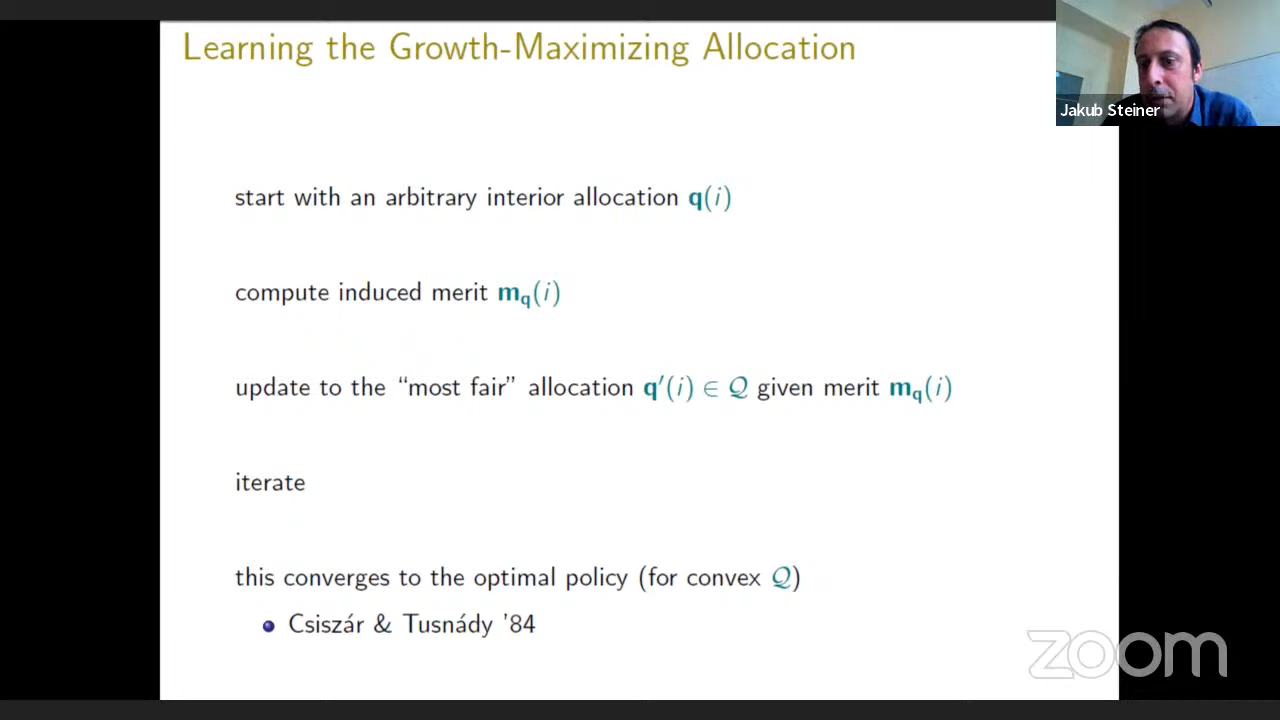 Learning the Growth-Maximizing Allocation
Jakub Steiner
start with an arbitrary interior allocation q(i)
compute induced merit m_q(i)
update to the “most fair” allocation q′(i) ∈ 𝒬 given merit m_q(i)
iterate
this converges to the optimal policy (for convex 𝒬)
Csiszár & Tusnády ’84
zoom